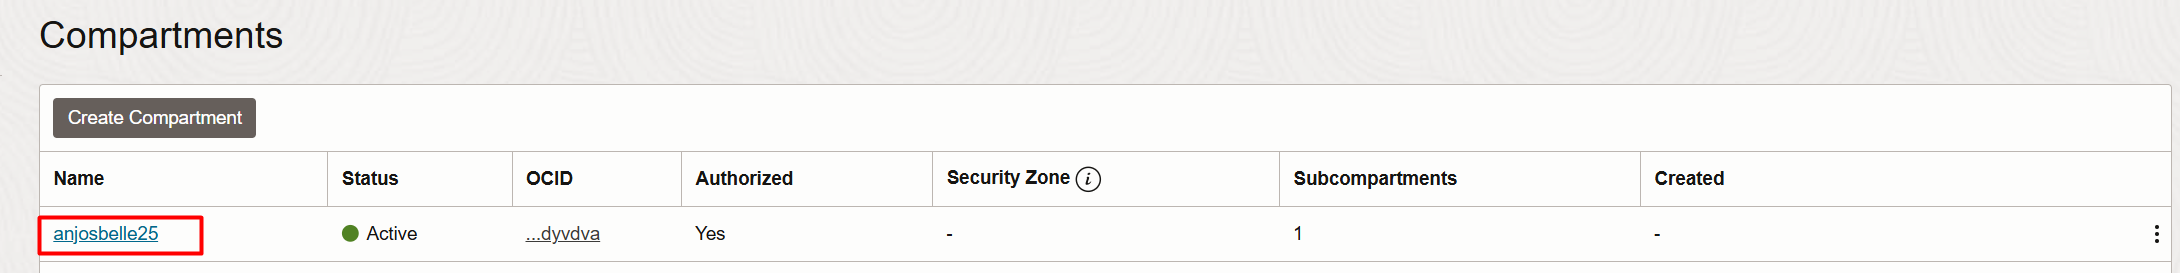 Compartments
Create Compartment
Name Status OCID Authorized Security Zone i Subcompartments Created
anjosbelle25 Active ...dyvdva Yes - 1 -